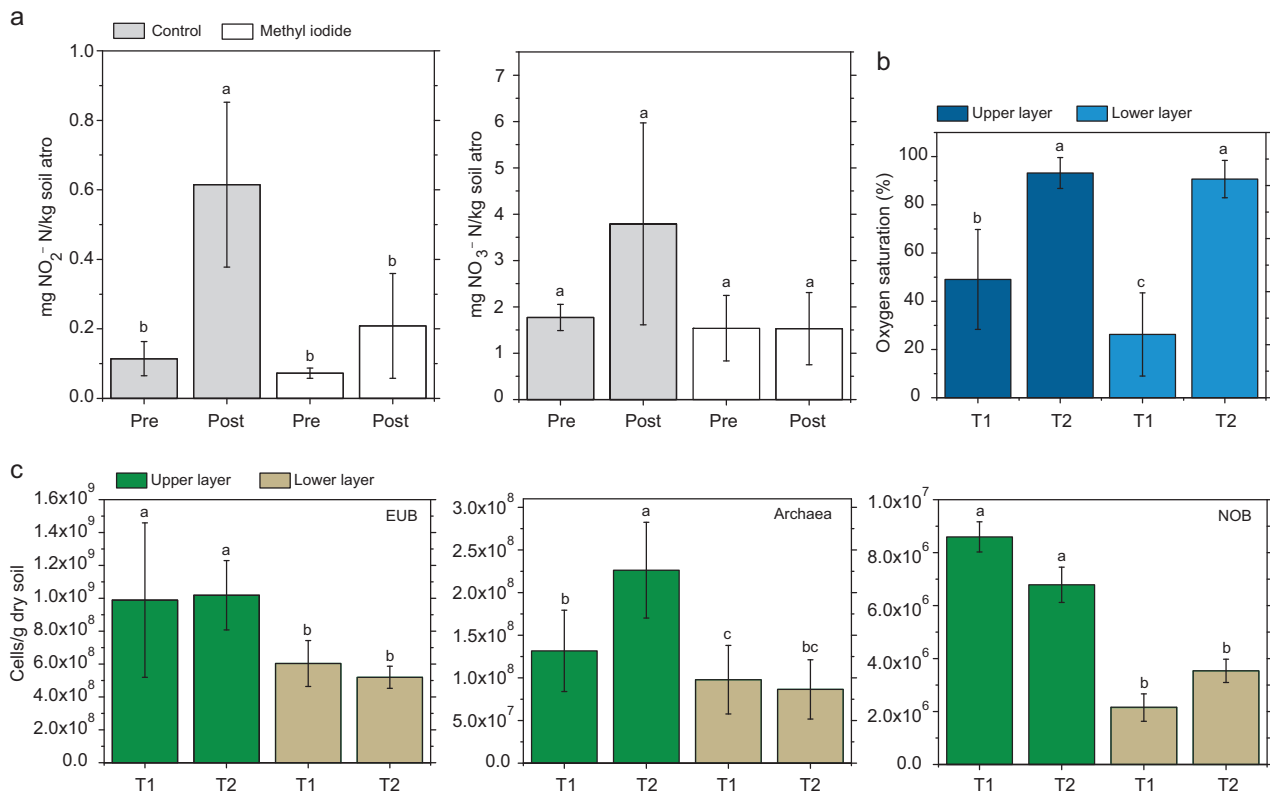 a
Control Methyl iodide
mg NO2− N/kg soil atro
1.0
0.8
0.6
0.4
0.2
0.0
b a b b
Pre Post Pre Post
mg NO3− N/kg soil atro
7
6
5
4
3
2
1
0
a a a a
Pre Post Pre Post
b
Upper layer Lower layer
Oxygen saturation (%)
100
80
60
40
20
0
b a c a
T1 T2 T1 T2
c
Upper layer Lower layer
Cells/g dry soil
1.6x10^9
1.4x10^9
1.2x10^9
1.0x10^9
8.0x10^8
6.0x10^8
4.0x10^8
2.0x10^8
0.0
EUB
a a b b
T1 T2 T1 T2
3.0x10^8
2.5x10^8
2.0x10^8
1.5x10^8
1.0x10^8
5.0x10^7
0.0
Archaea
b a c bc
T1 T2 T1 T2
1.0x10^7
8.0x10^6
6.0x10^6
4.0x10^6
2.0x10^6
0.0
NOB
a a b b
T1 T2 T1 T2